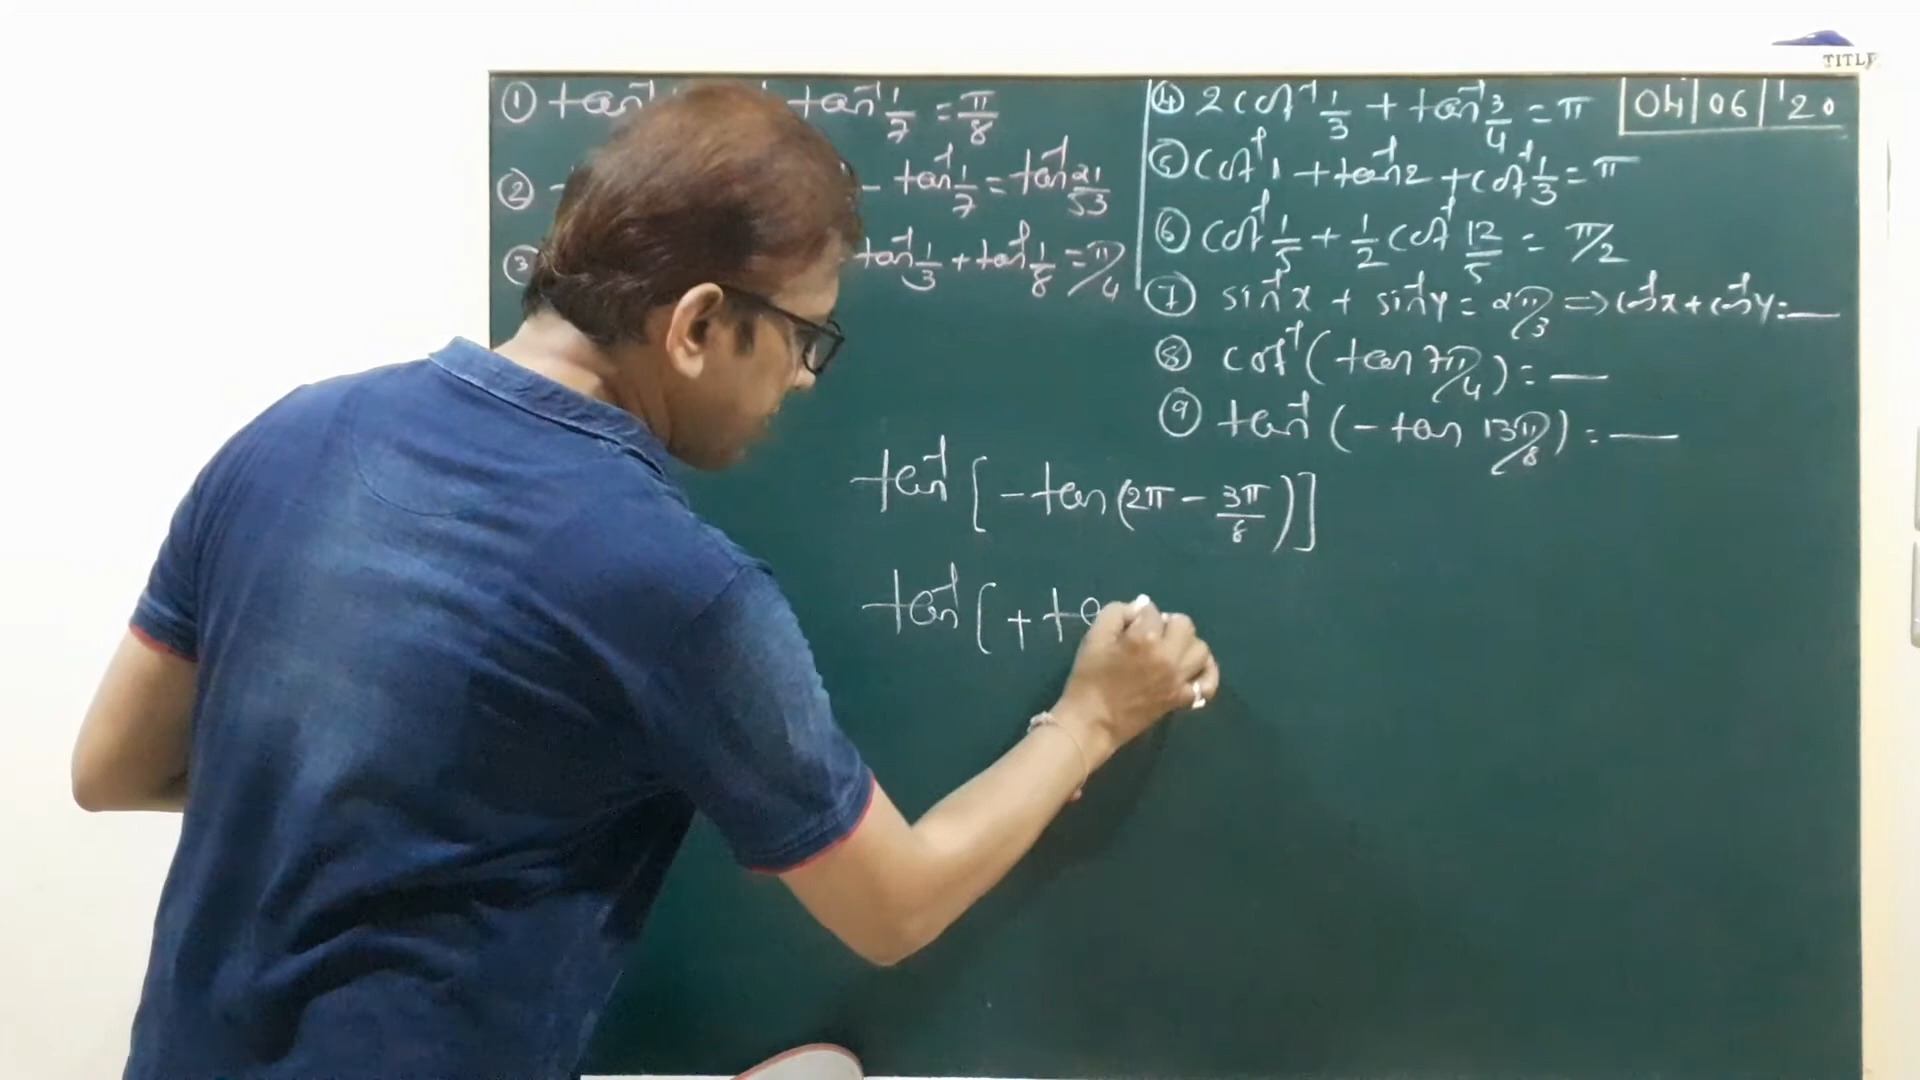 TITLE
① tan⁻¹ tan⁻¹ 1/7 = π/8
② - tan⁻¹ 1/7 = tan⁻¹ 21/53
③ tan⁻¹ 1/3 + tan⁻¹ 1/8 = π/4
④ 2 cot⁻¹ 1/3 + tan⁻¹ 3/4 = π
04/06/'20
⑤ cot⁻¹ 1 + tan⁻¹ 2 + cot⁻¹ 1/3 = π
⑥ cot⁻¹ 1/5 + 1/2 cot⁻¹ 12/5 = π/2
⑦ sin⁻¹x + sin⁻¹y = 2π/3 ⇒ cos⁻¹x + cos⁻¹y = __
⑧ cot⁻¹ (tan 7π/4) = __
⑨ tan⁻¹ (- tan 13π/8) = __
tan⁻¹ [- tan (2π - 3π/8)]
tan⁻¹ [+ ta